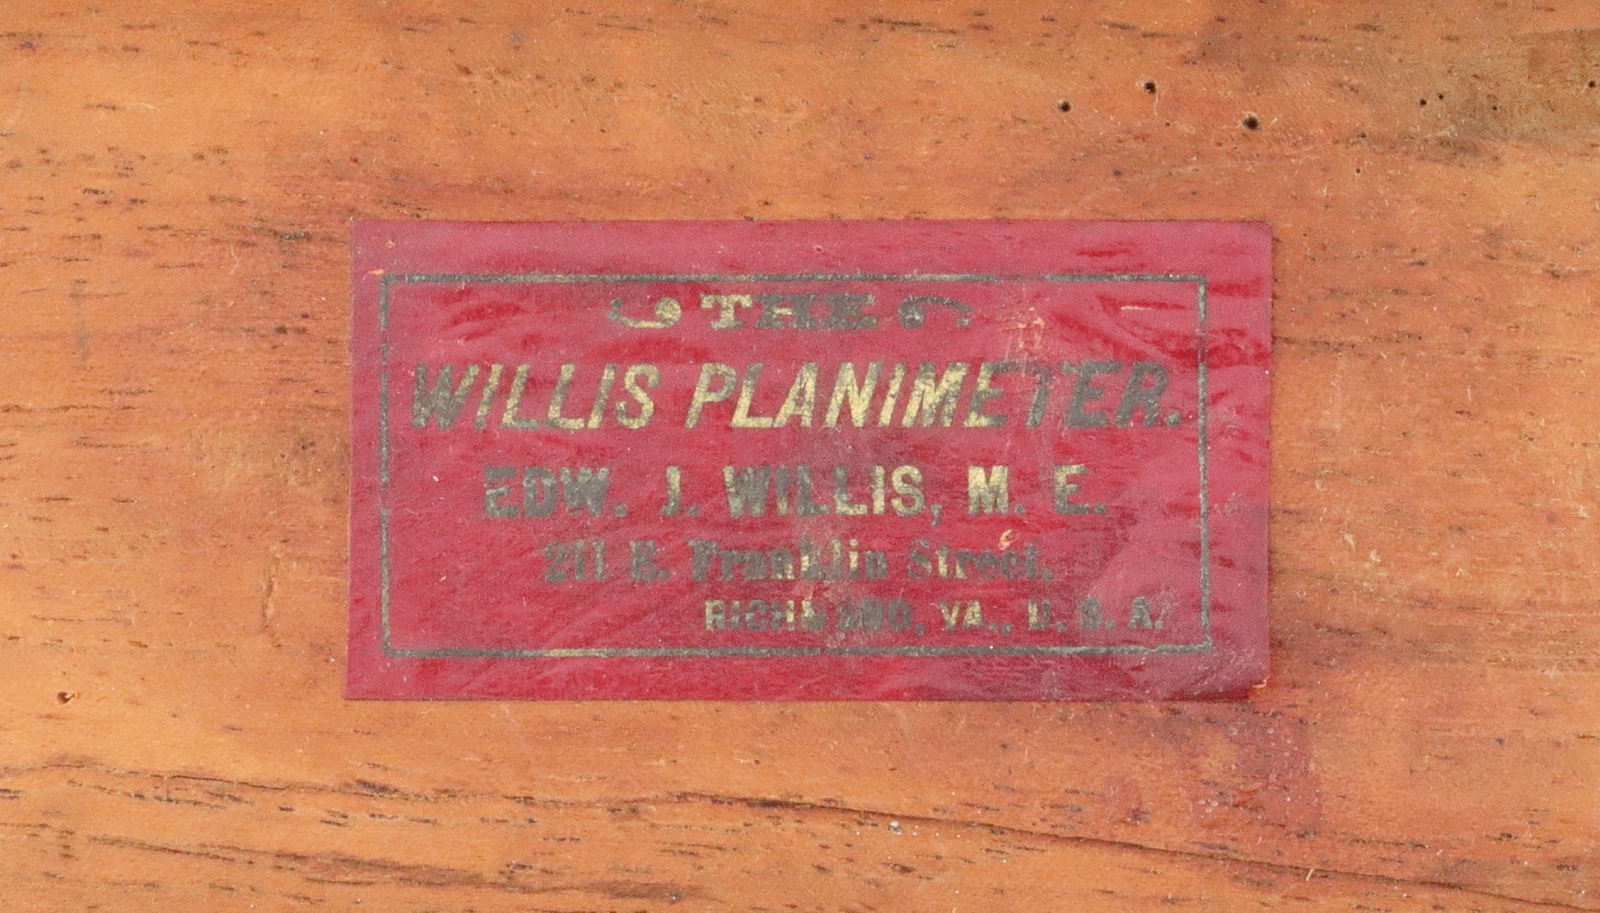 THE
WILLIS PLANIMETER.
EDW. J. WILLIS, M. E.
211 E. Franklin Street,
RICHMOND, VA., U. S. A.